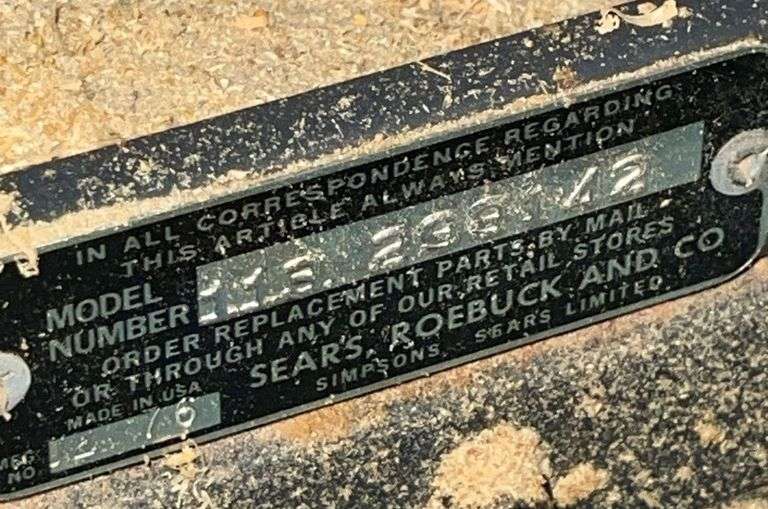 IN ALL CORRESPONDENCE REGARDING
THIS ARTICLE ALWAYS MENTION
MODEL
NUMBER
ORDER REPLACEMENT PARTS BY MAIL
OR THROUGH ANY OF OUR RETAIL STORES
SEARS, ROEBUCK AND CO
SIMPSONS SEARS LIMITED
MADE IN USA
NO.